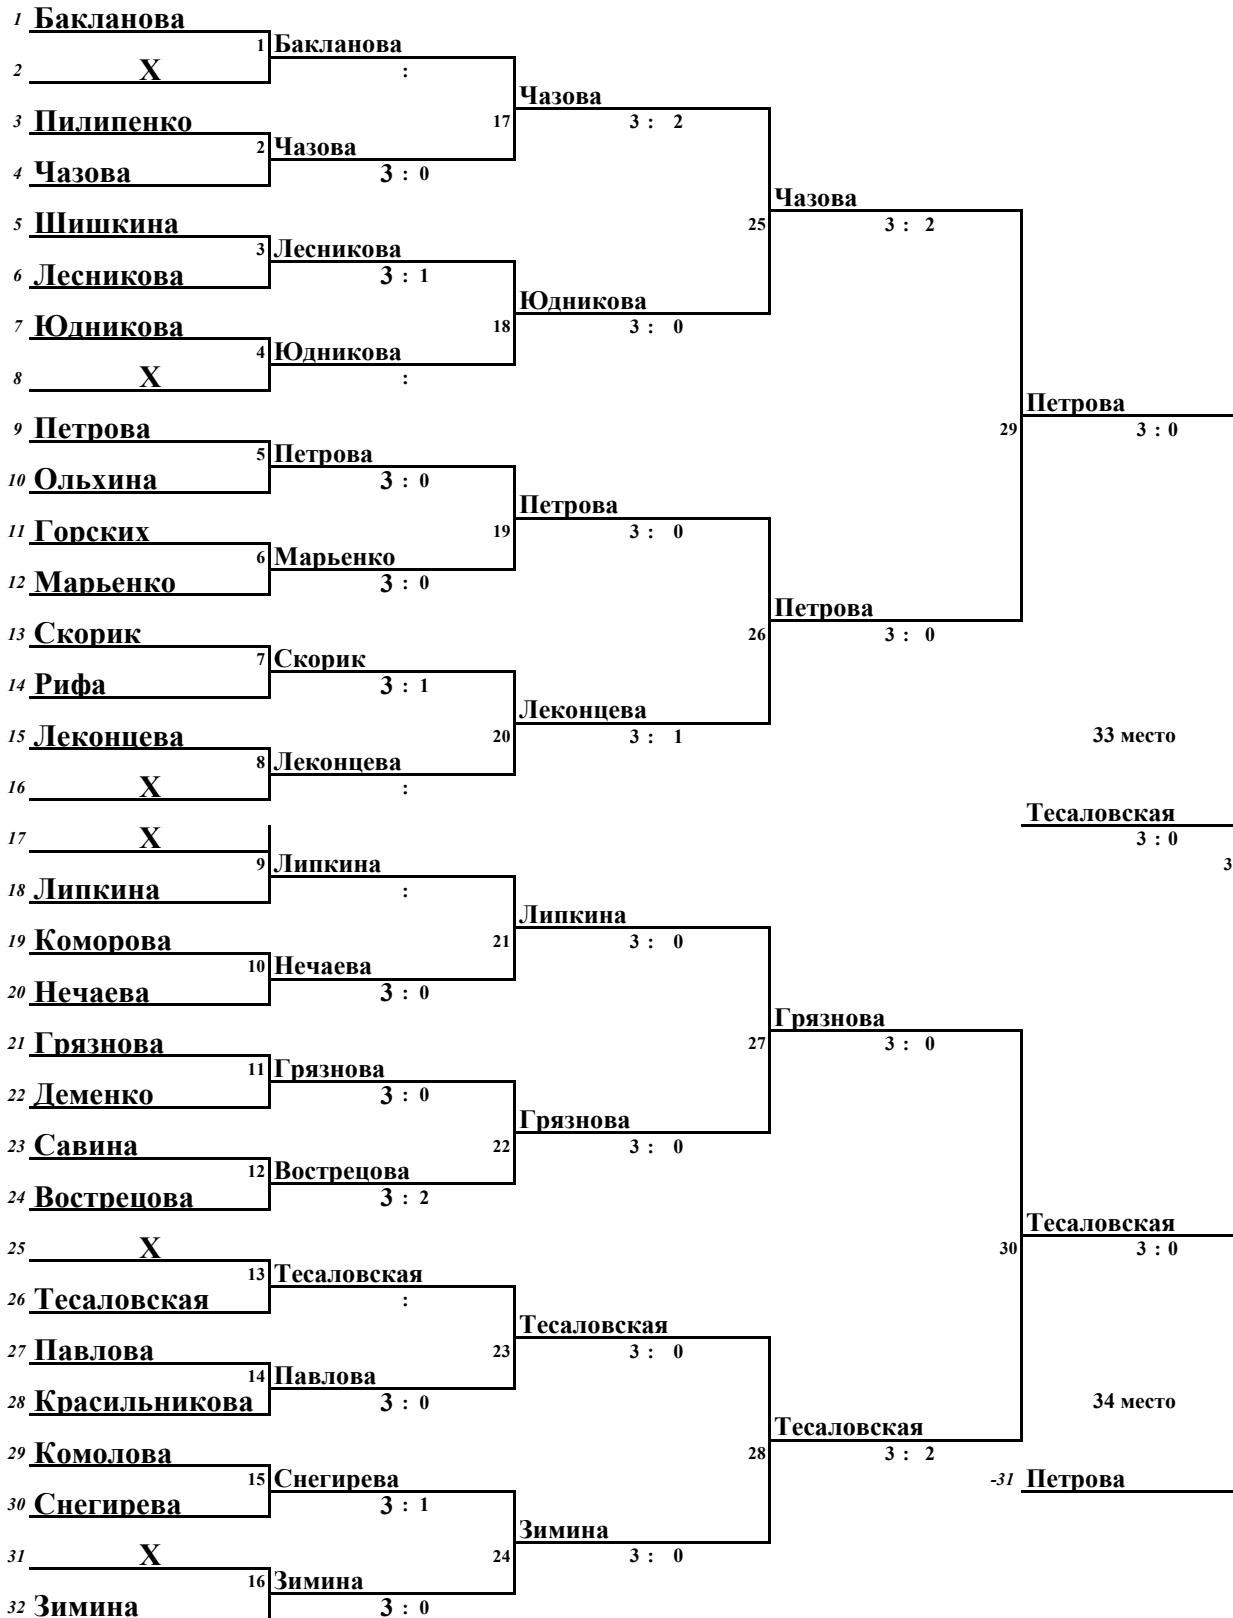 1 Бакланова
1 Бакланова
2 X
:
Чазова
3 Пилипенко
17
3 : 2
2 Чазова
4 Чазова
3 : 0
Чазова
5 Шишкина
25
3 : 2
3 Лесникова
6 Лесникова
3 : 1
Юдникова
7 Юдникова
18
3 : 0
4 Юдникова
8 X
:
Петрова
9 Петрова
29
3 : 0
5 Петрова
10 Ольхина
3 : 0
Петрова
11 Горских
19
3 : 0
6 Марьенко
12 Марьенко
3 : 0
Петрова
13 Скорик
26
3 : 0
7 Скорик
14 Рифа
3 : 1
Леконцева
15 Леконцева
20
3 : 1
33 место
8 Леконцева
16 X
:
Тесаловская
17 X
3 : 0
9 Липкина
3
18 Липкина
:
Липкина
19 Коморова
21
3 : 0
10 Нечаева
20 Нечаева
3 : 0
Грязнова
21 Грязнова
27
3 : 0
11 Грязнова
22 Деменко
3 : 0
Грязнова
23 Савина
22
3 : 0
12 Вострецова
24 Вострецова
3 : 2
Тесаловская
25 X
30
3 : 0
13 Тесаловская
26 Тесаловская
:
Тесаловская
27 Павлова
23
3 : 0
14 Павлова
28 Красильникова
3 : 0
34 место
Тесаловская
29 Комолова
28
3 : 2
15 Снегирева
-31 Петрова
30 Снегирева
3 : 1
Зимина
31 X
24
3 : 0
16 Зимина
32 Зимина
3 : 0